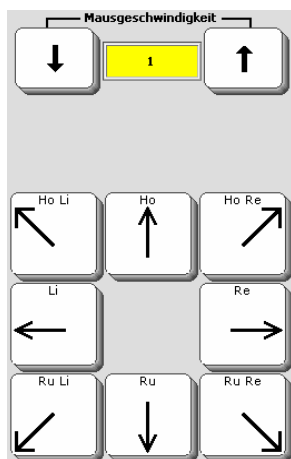 Mausgeschwindigkeit
1
Ho Li Ho Ho Re
Li Re
Ru Li Ru Ru Re